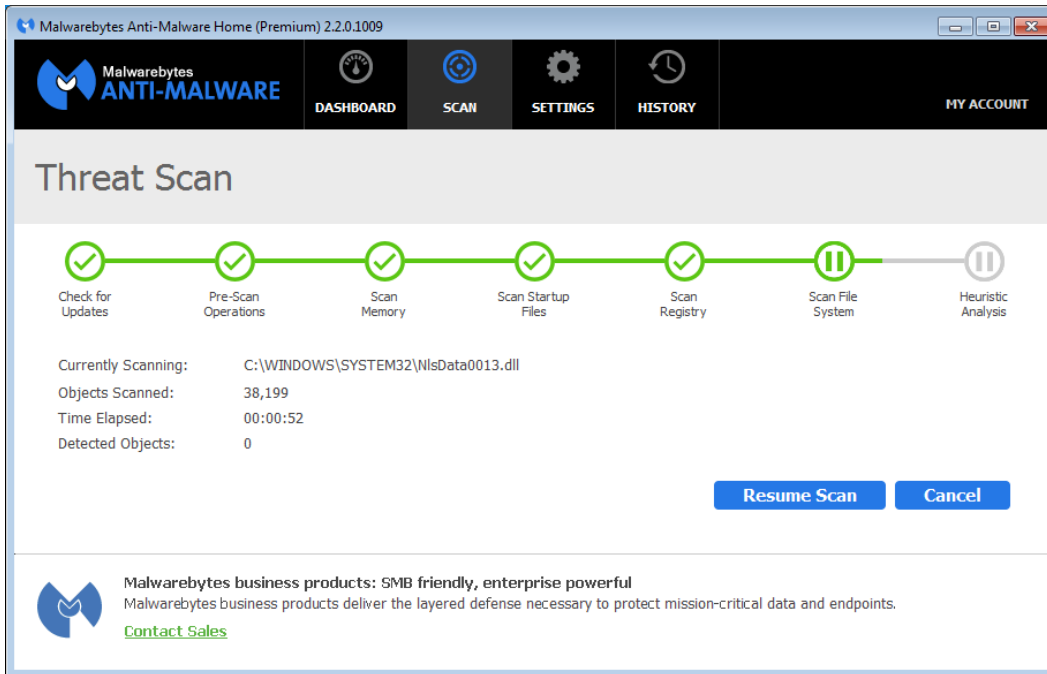 Malwarebytes Anti-Malware Home (Premium) 2.2.0.1009
Malwarebytes
ANTI-MALWARE
DASHBOARD
SCAN
SETTINGS
HISTORY
MY ACCOUNT
Threat Scan
Check for
Updates
Pre-Scan
Operations
Scan
Memory
Scan Startup
Files
Scan
Registry
Scan File
System
Heuristic
Analysis
Currently Scanning: C:\WINDOWS\SYSTEM32\NlsData0013.dll
Objects Scanned: 38,199
Time Elapsed: 00:00:52
Detected Objects: 0
Resume Scan
Cancel
Malwarebytes business products: SMB friendly, enterprise powerful
Malwarebytes business products deliver the layered defense necessary to protect mission-critical data and endpoints.
Contact Sales